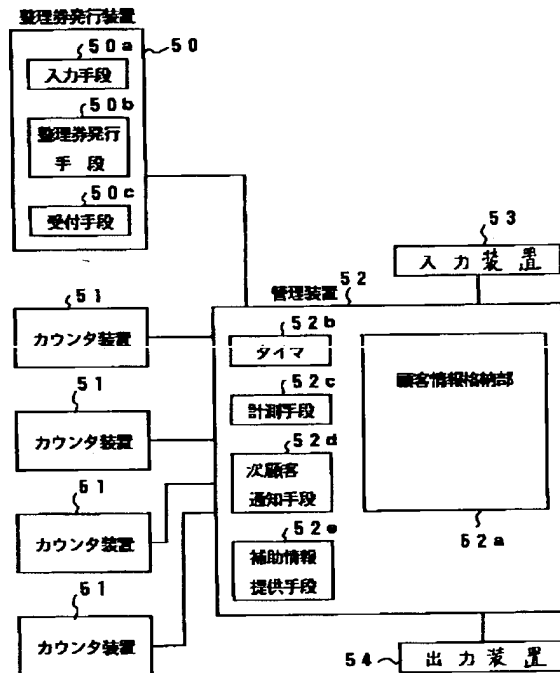 整理券発行装置
50
50a
入力手段
50b
整理券発行
手 段
50c
受付手段
51
カウンタ装置
51
カウンタ装置
51
カウンタ装置
51
カウンタ装置
管理装置
52
52b
タイマ
52c
計測手段
52d
次顧客
通知手段
52e
補助情報
提供手段
顧客情報格納部
52a
53
入力装置
54
出力装置